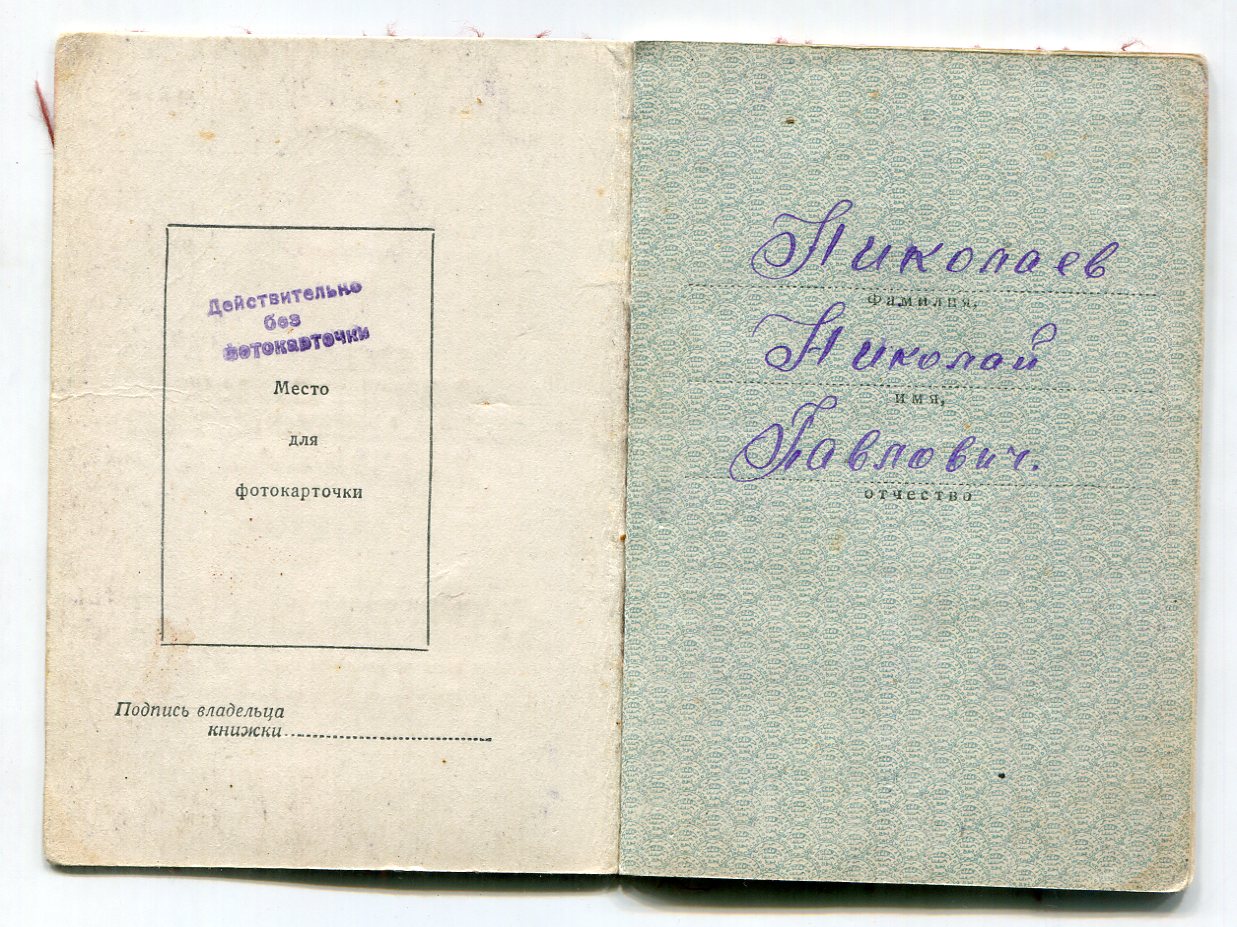 Действительно
без
фотокарточки
Место
для
фотокарточки
Подпись владельца
книжки
Николаев
фамилия,
Николай
имя,
Павлович.
отчество